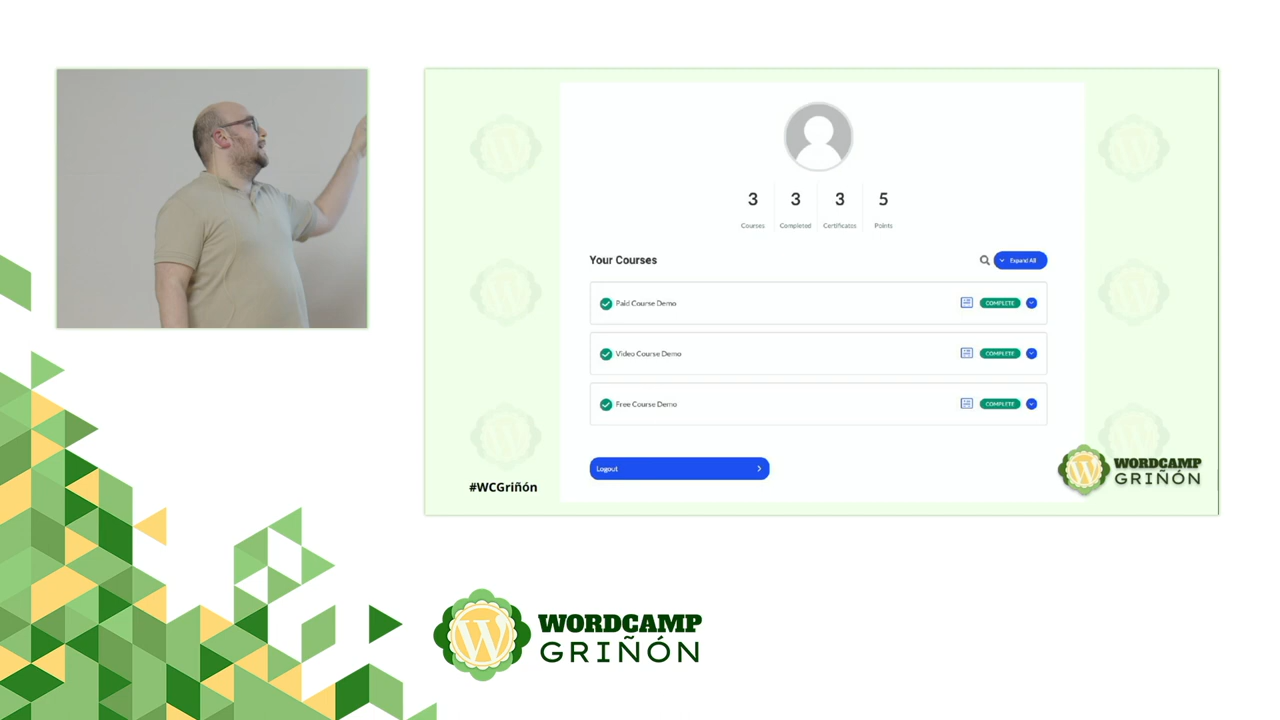 3 3 3 5
Courses Completed Certificates Points
Your Courses
Expand All
Paid Course Demo COMPLETE
Video Course Demo COMPLETE
Free Course Demo COMPLETE
Logout
#WCGriñón
WORDCAMP
GRIÑÓN
WORDCAMP
GRIÑÓN